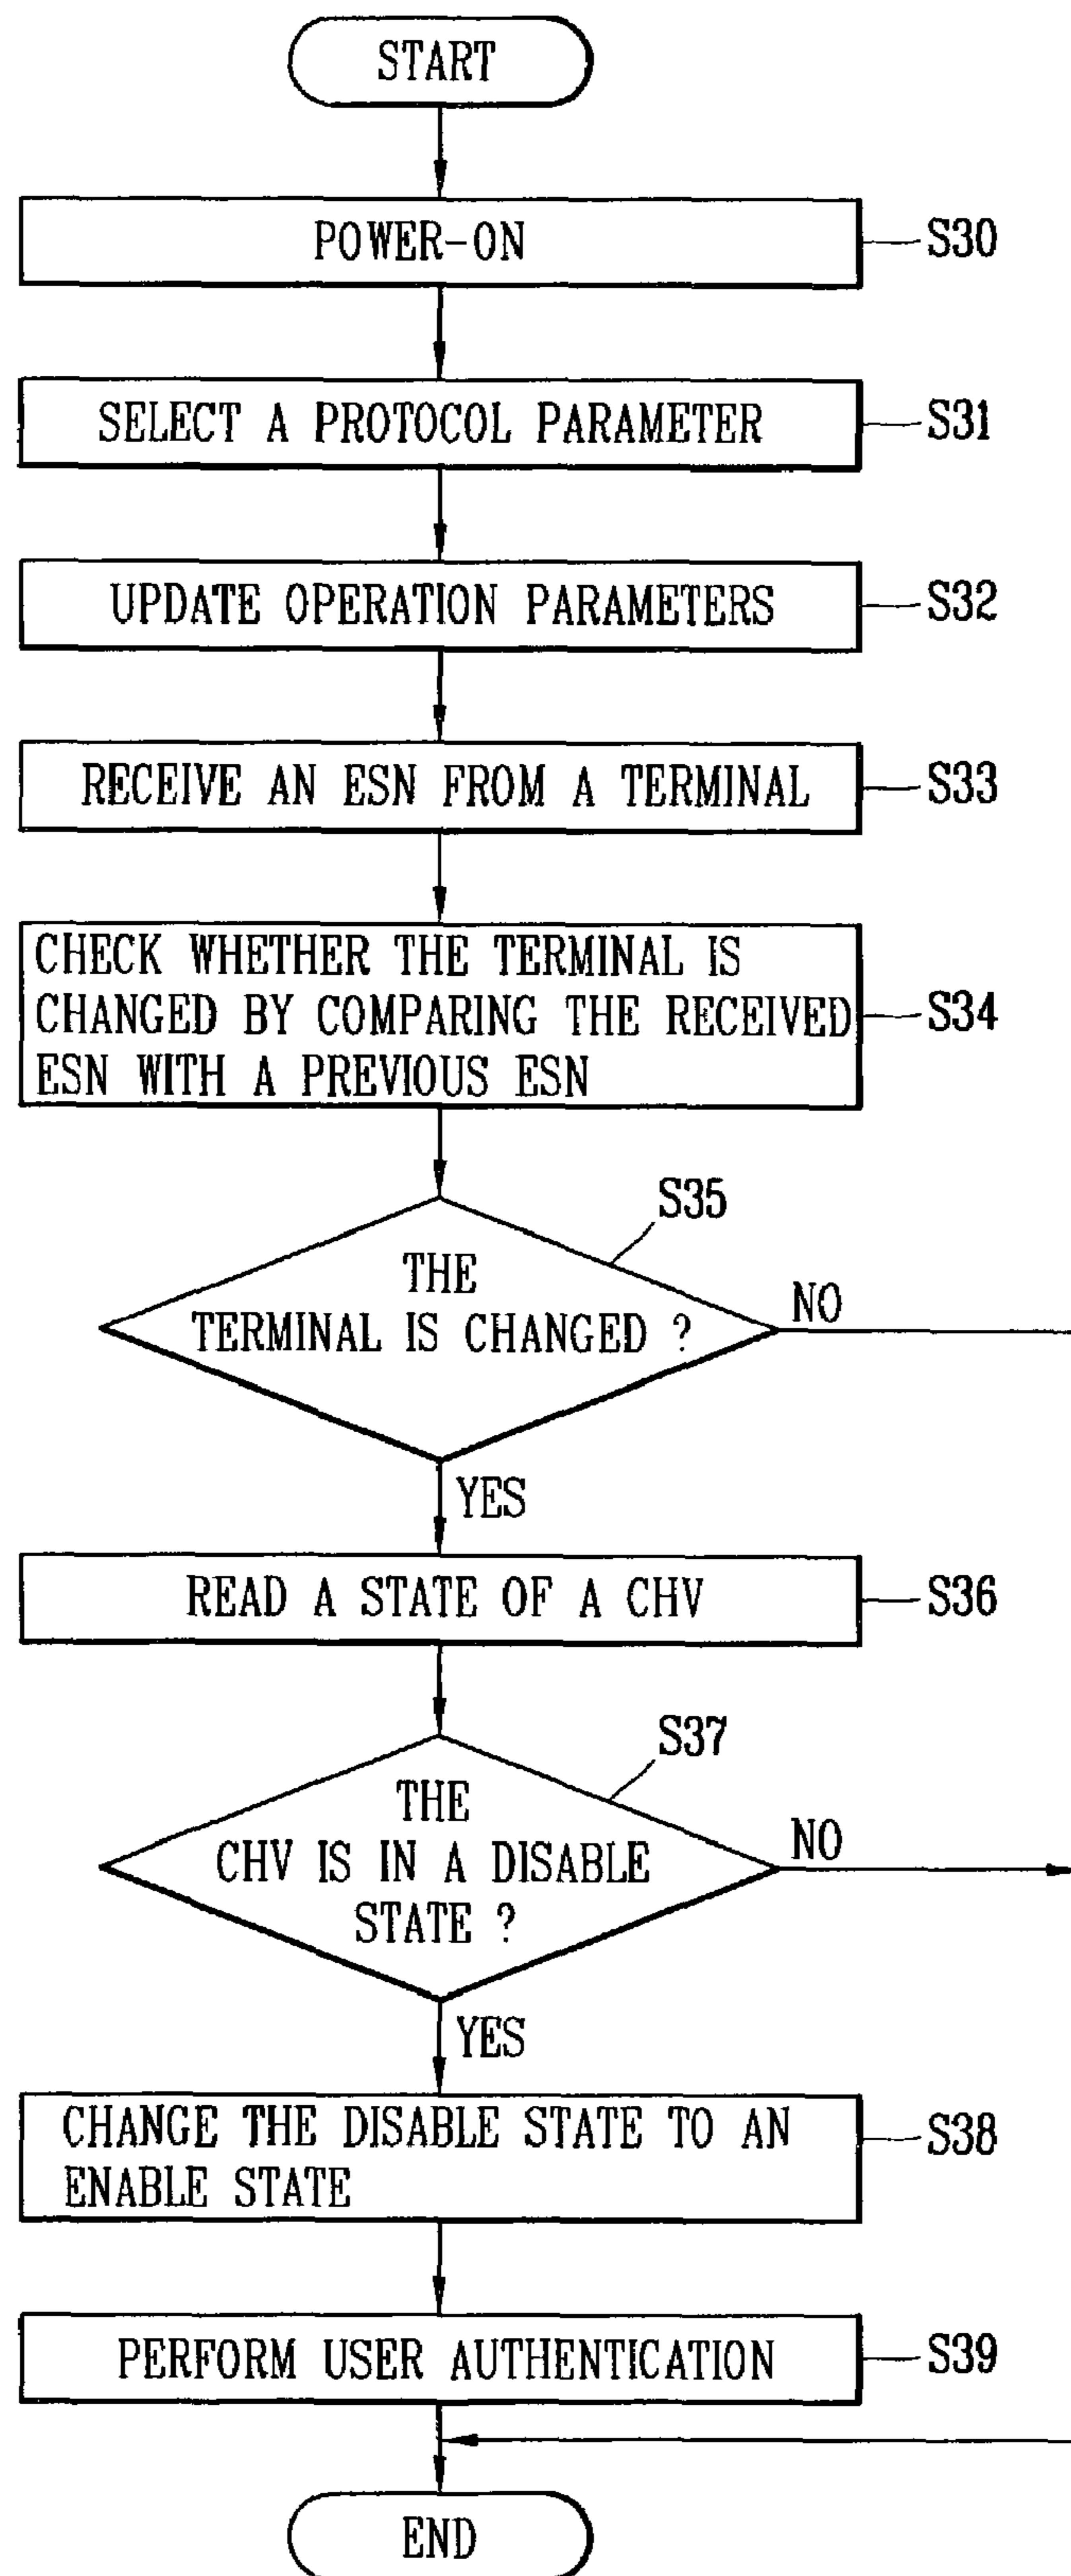 START
POWER-ON
S30
SELECT A PROTOCOL PARAMETER
S31
UPDATE OPERATION PARAMETERS
S32
RECEIVE AN ESN FROM A TERMINAL
S33
CHECK WHETHER THE TERMINAL IS
CHANGED BY COMPARING THE RECEIVED
ESN WITH A PREVIOUS ESN
S34
S35
THE
TERMINAL IS CHANGED ?
NO
YES
READ A STATE OF A CHV
S36
S37
THE
CHV IS IN A DISABLE
STATE ?
NO
YES
CHANGE THE DISABLE STATE TO AN
ENABLE STATE
S38
PERFORM USER AUTHENTICATION
S39
END